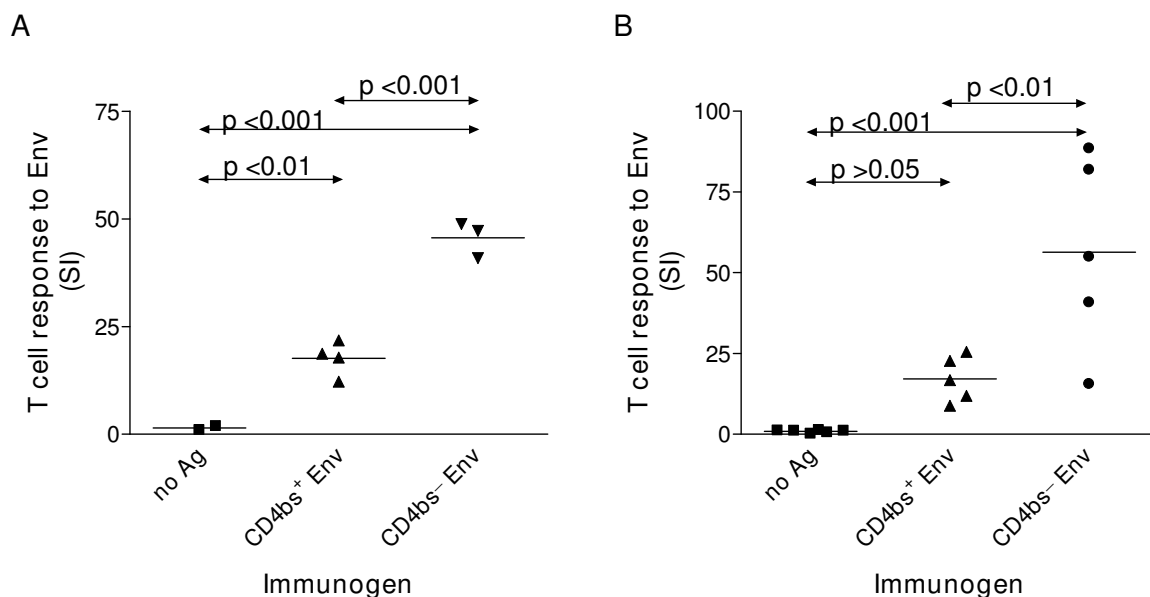 A
T cell response to Env
(SI)
75
50
25
0
p <0.001
p <0.001
p <0.01
no Ag
CD4bs⁺ Env
CD4bs⁻ Env
Immunogen
B
T cell response to Env
(SI)
100
75
50
25
0
p <0.01
p <0.001
p >0.05
no Ag
CD4bs⁺ Env
CD4bs⁻ Env
Immunogen